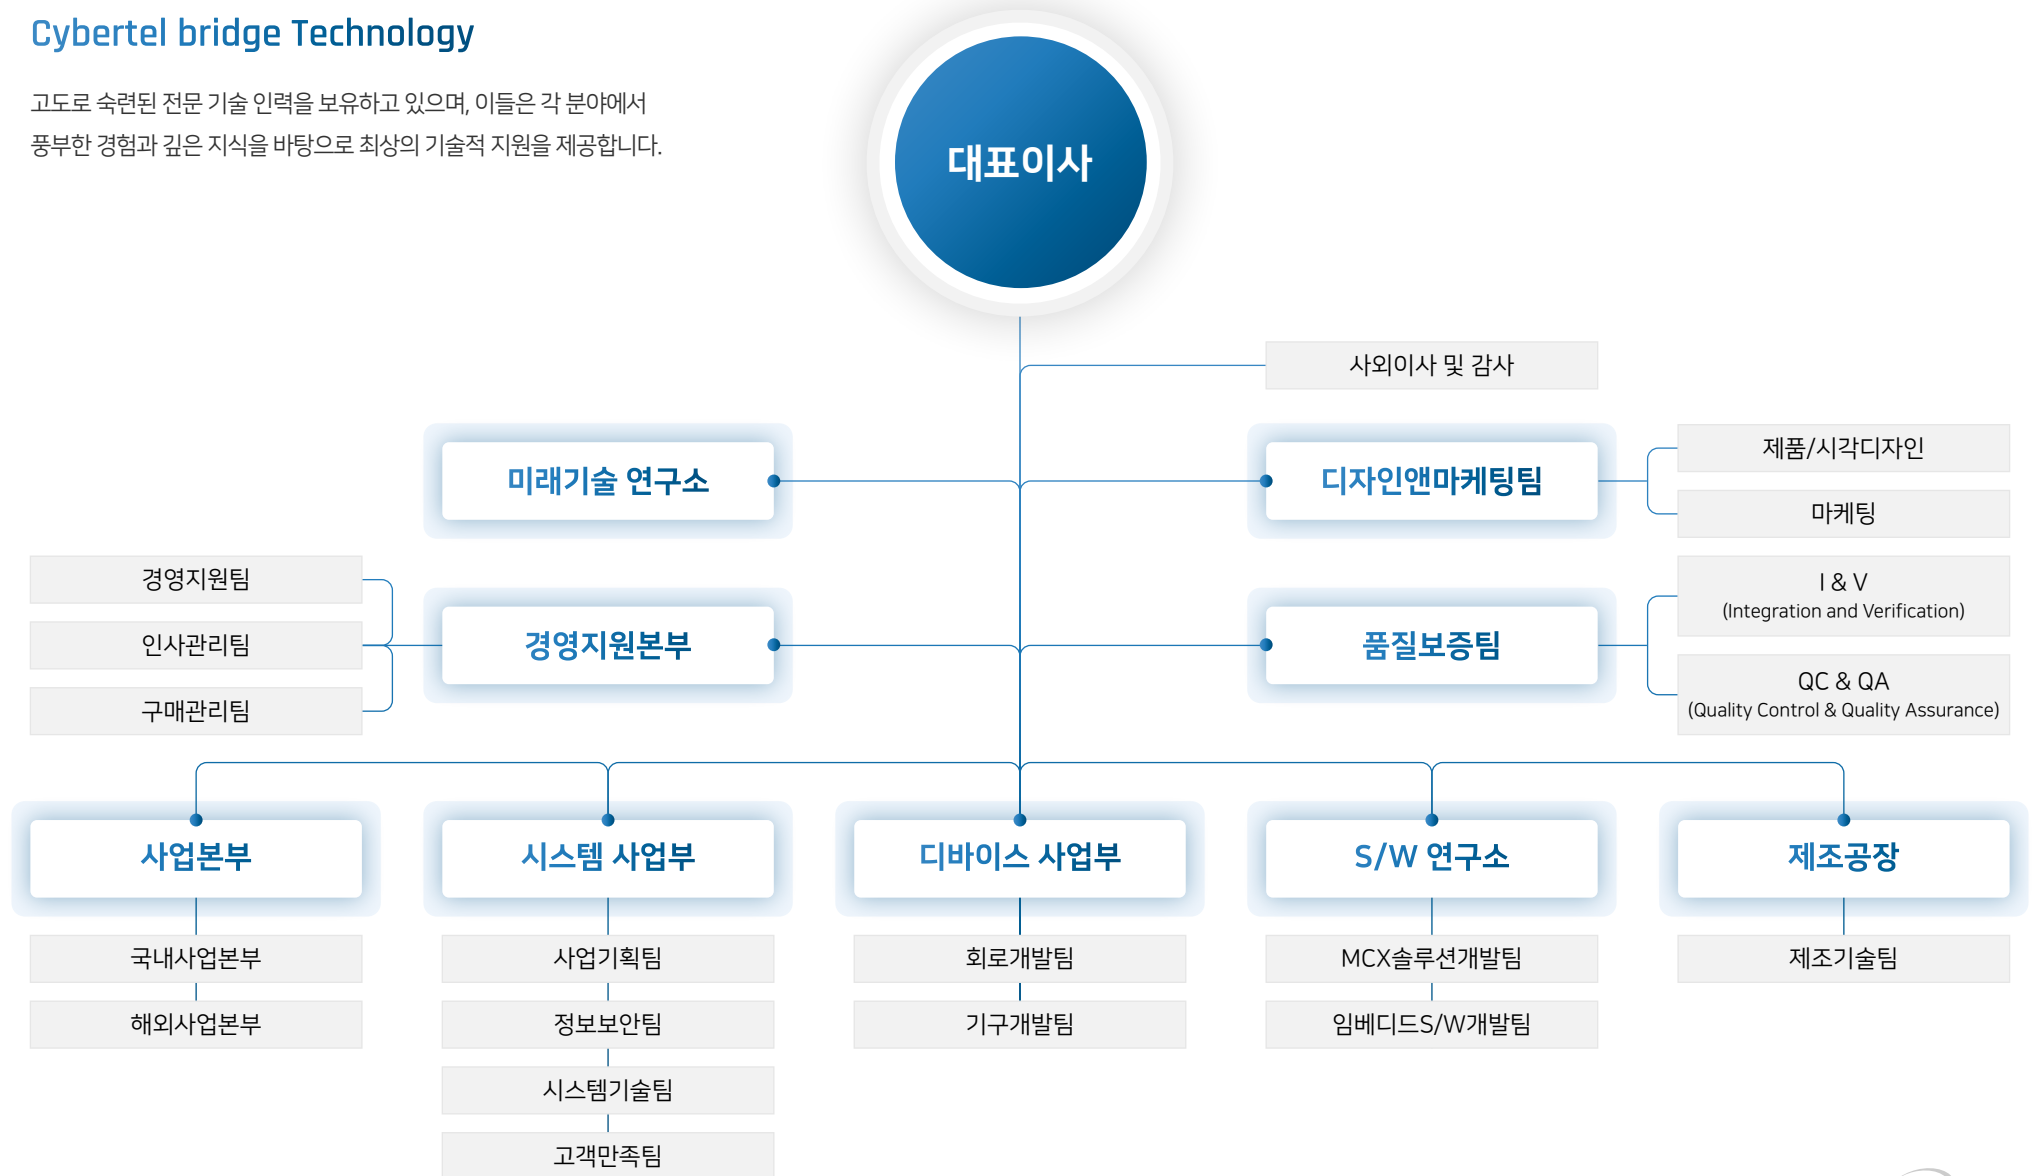 Cybertel bridge Technology
고도로 숙련된 전문 기술 인력을 보유하고 있으며, 이들은 각 분야에서
풍부한 경험과 깊은 지식을 바탕으로 최상의 기술적 지원을 제공합니다.
대표이사
사외이사 및 감사
미래기술 연구소
디자인앤마케팅팀
제품/시각디자인
마케팅
경영지원팀
인사관리팀
구매관리팀
경영지원본부
품질보증팀
I & V
(Integration and Verification)
QC & QA
(Quality Control & Quality Assurance)
사업본부
국내사업본부
해외사업본부
시스템 사업부
사업기획팀
정보보안팀
시스템기술팀
고객만족팀
디바이스 사업부
회로개발팀
기구개발팀
S/W 연구소
MCX솔루션개발팀
임베디드S/W개발팀
제조공장
제조기술팀